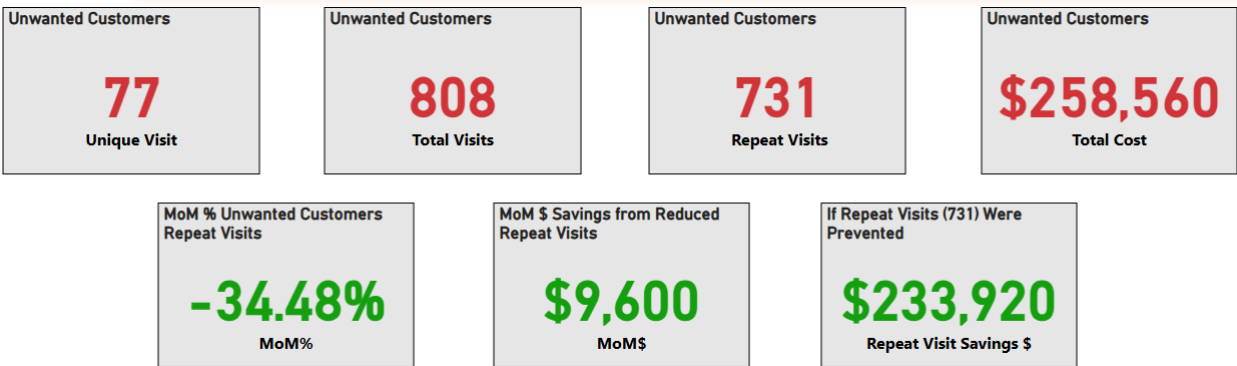 Unwanted Customers
77
Unique Visit
Unwanted Customers
808
Total Visits
Unwanted Customers
731
Repeat Visits
Unwanted Customers
$258,560
Total Cost
MoM % Unwanted Customers
Repeat Visits
-34.48%
MoM%
MoM $ Savings from Reduced
Repeat Visits
$9,600
MoM$
If Repeat Visits (731) Were
Prevented
$233,920
Repeat Visit Savings $